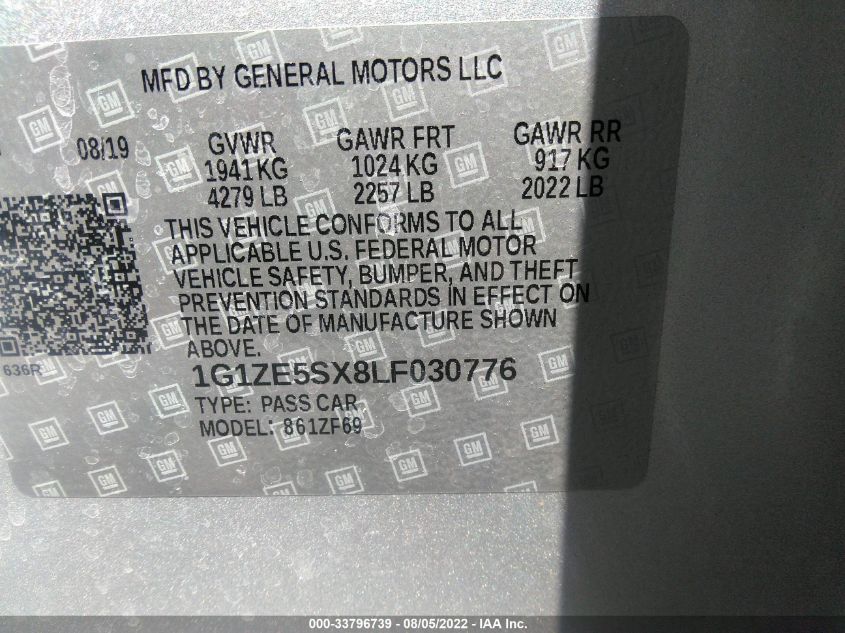 MFD BY GENERAL MOTORS LLC
08/19 GVWR GAWR FRT GAWR RR
1941 KG 1024 KG 917 KG
4279 LB 2257 LB 2022 LB
THIS VEHICLE CONFORMS TO ALL
APPLICABLE U.S. FEDERAL MOTOR
VEHICLE SAFETY, BUMPER, AND THEFT
PREVENTION STANDARDS IN EFFECT ON
THE DATE OF MANUFACTURE SHOWN
ABOVE.
636R
1G1ZE5SX8LF030776
TYPE: PASS CAR
MODEL: 861ZF69
GM
000-33796739 - 08/05/2022 - IAA Inc.